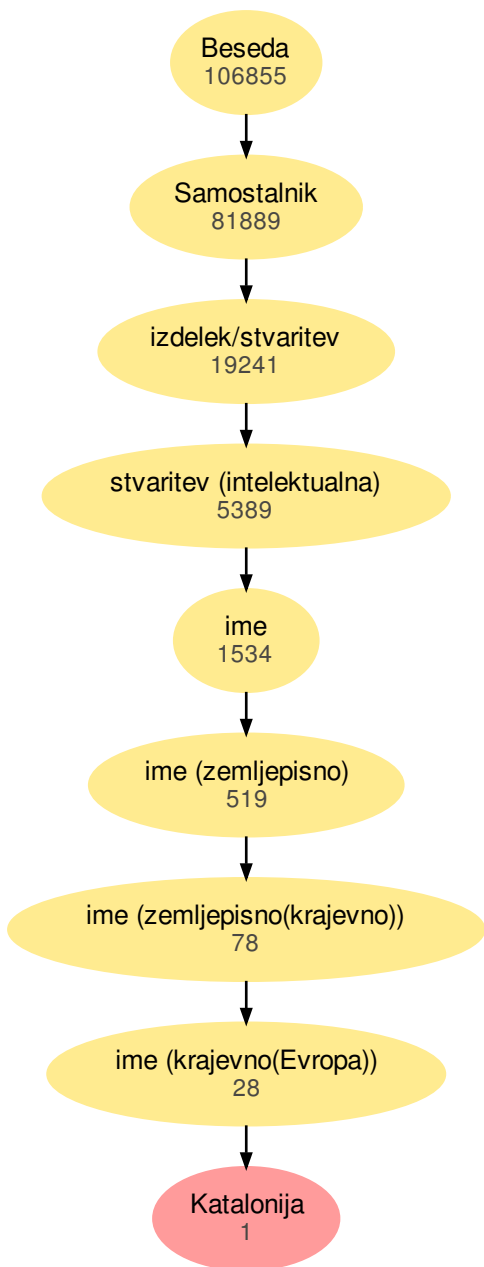 Beseda
106855
Samostalnik
81889
izdelek/stvaritev
19241
stvaritev (intelektualna)
5389
ime
1534
ime (zemljepisno)
519
ime (zemljepisno(krajevno))
78
ime (krajevno(Evropa))
28
Katalonija
1